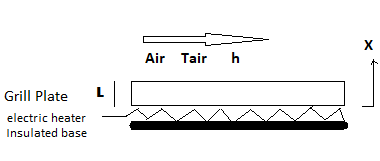 Air Tair h
X
L
Grill Plate
electric heater
Insulated base